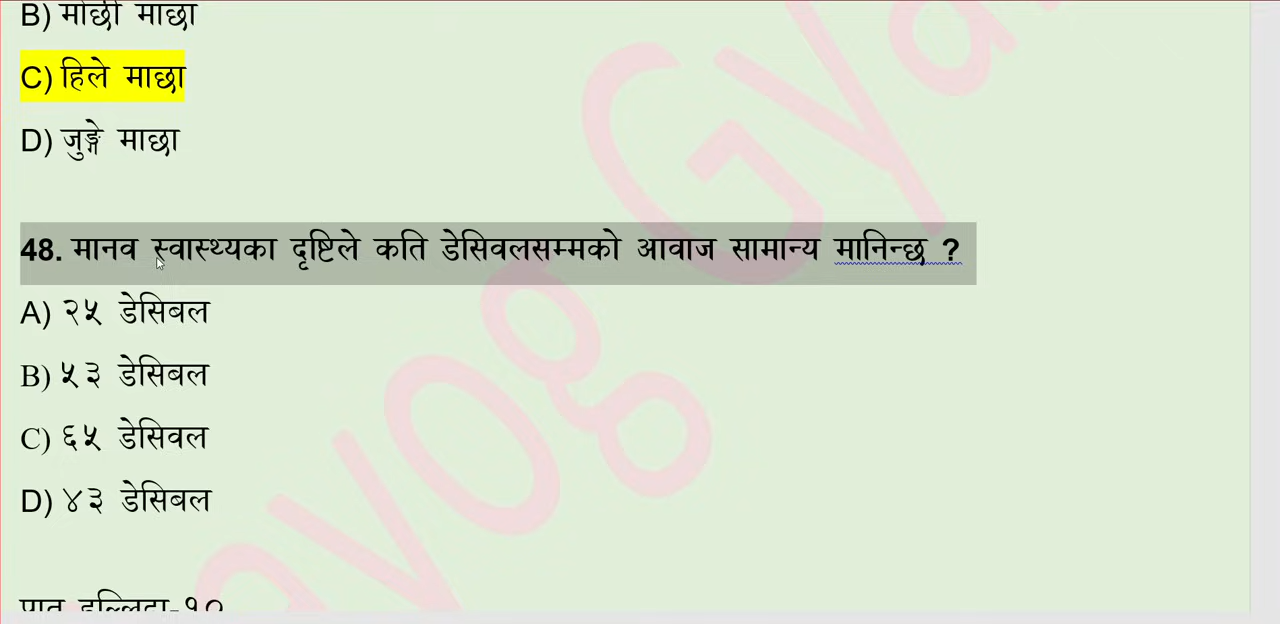 B) माछी माछा
C) हिले माछा
D) जुङ्गे माछा
48. मानव स्वास्थ्यका दृष्टिले कति डेसिवलसम्मको आवाज सामान्य मानिन्छ ?
A) २५ डेसिबल
B) ५३ डेसिबल
C) ६५ डेसिवल
D) ४३ डेसिबल